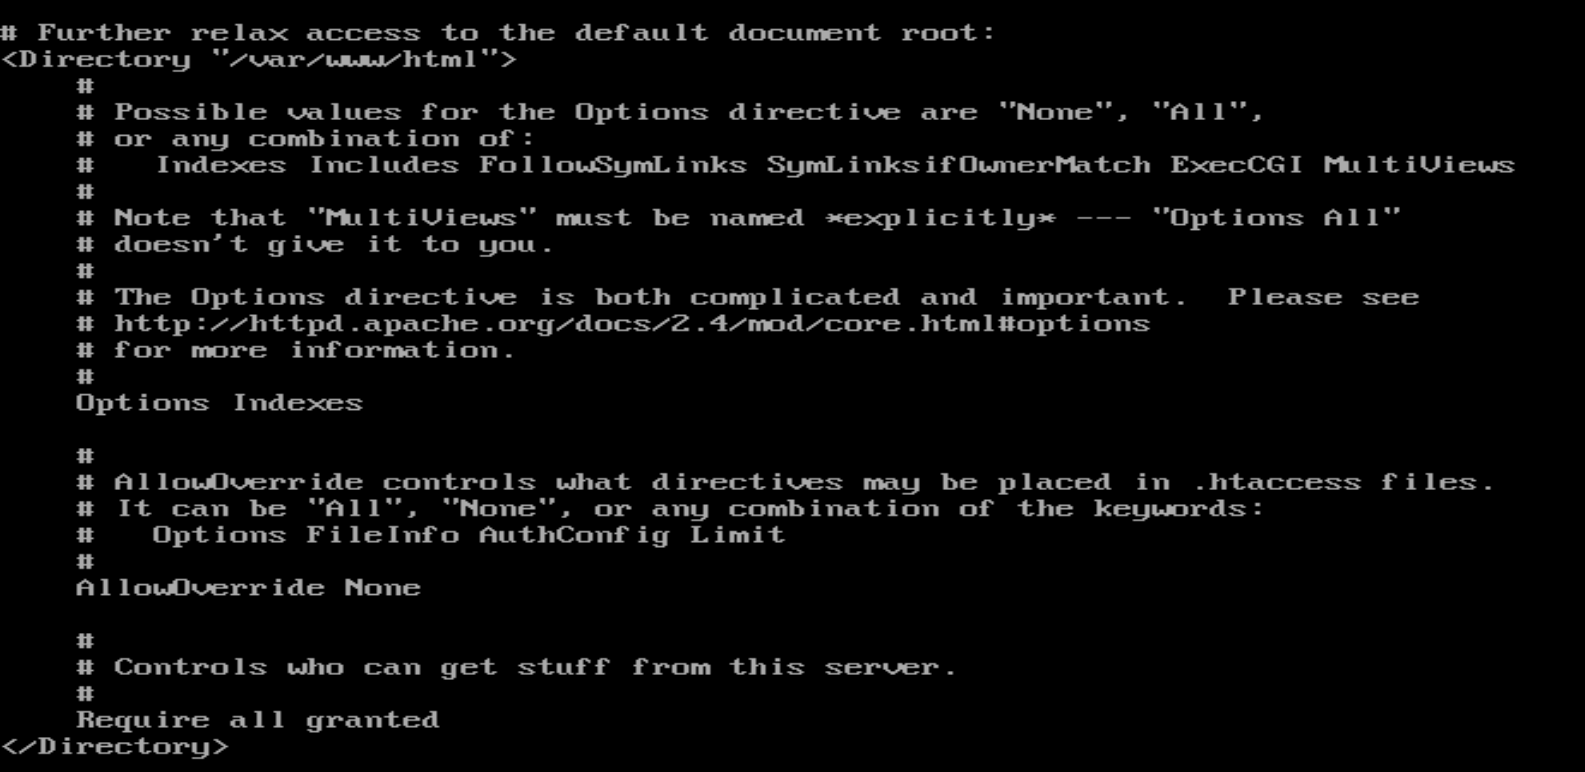 # Further relax access to the default document root:
<Directory "/var/www/html">
    #
    # Possible values for the Options directive are "None", "All",
    # or any combination of:
    #   Indexes Includes FollowSymLinks SymLinksifOwnerMatch ExecCGI MultiViews
    #
    # Note that "MultiViews" must be named *explicitly* --- "Options All"
    # doesn't give it to you.
    #
    # The Options directive is both complicated and important.  Please see
    # http://httpd.apache.org/docs/2.4/mod/core.html#options
    # for more information.
    #
    Options Indexes

    #
    # AllowOverride controls what directives may be placed in .htaccess files.
    # It can be "All", "None", or any combination of the keywords:
    #   Options FileInfo AuthConfig Limit
    #
    AllowOverride None

    #
    # Controls who can get stuff from this server.
    #
    Require all granted
</Directory>